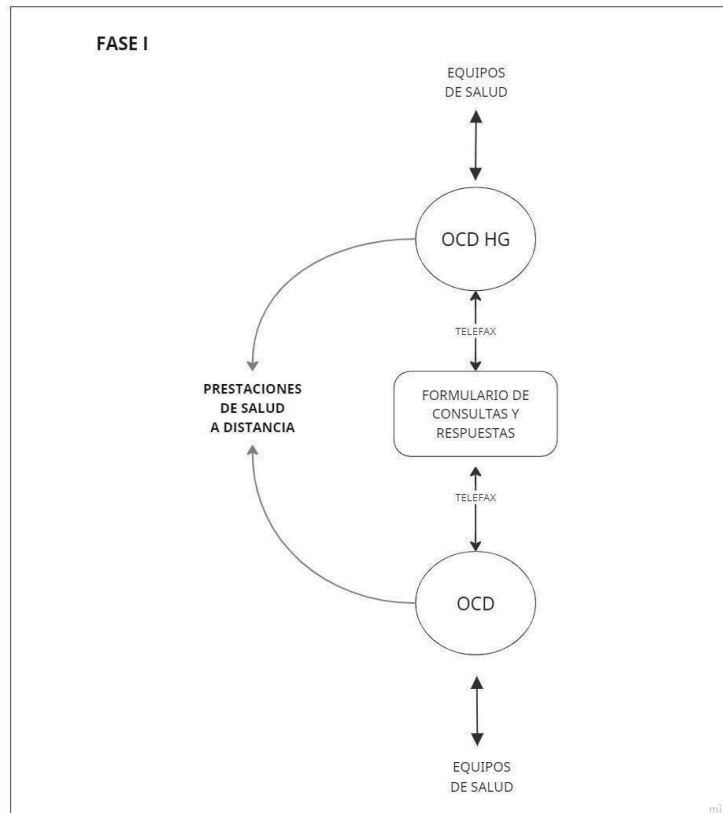 FASE I
EQUIPOS
DE SALUD
OCD HG
TELEFAX
PRESTACIONES
DE SALUD
A DISTANCIA
FORMULARIO DE
CONSULTAS Y
RESPUESTAS
TELEFAX
OCD
EQUIPOS
DE SALUD